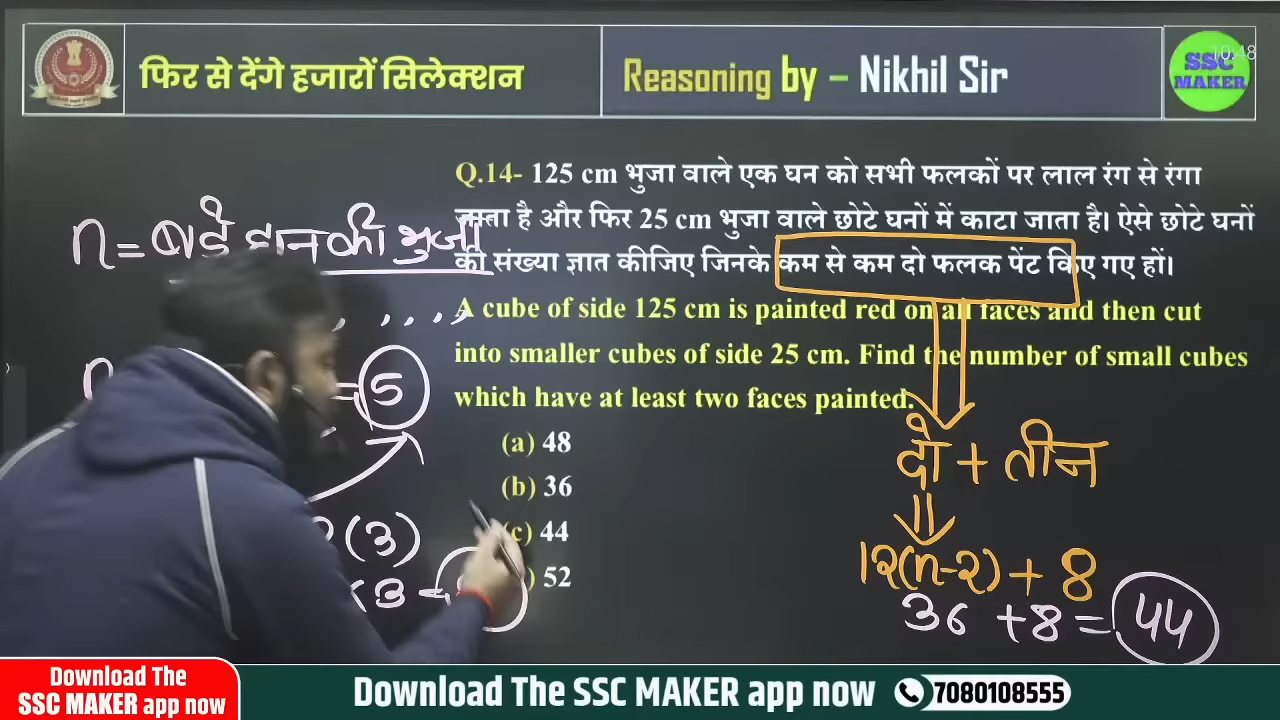 फिर से देंगे हजारों सिलेक्शन
Reasoning by – Nikhil Sir
10:48
SSC
MAKER
Q.14- 125 cm भुजा वाले एक घन को सभी फलकों पर लाल रंग से रंगा
जाता है और फिर 25 cm भुजा वाले छोटे घनों में काटा जाता है। ऐसे छोटे घनों
की संख्या ज्ञात कीजिए जिनके कम से कम दो फलक पेंट किए गए हों।
A cube of side 125 cm is painted red on all faces and then cut
into smaller cubes of side 25 cm. Find the number of small cubes
which have at least two faces painted.
(a) 48
(b) 36
(c) 44
) 52
n = बड़े घन की भुजा
= 5
(3)
×3 =
दो + तीन
12(n-2) + 8
36 + 8 = 44
Download The
SSC MAKER app now
Download The SSC MAKER app now
7080108555